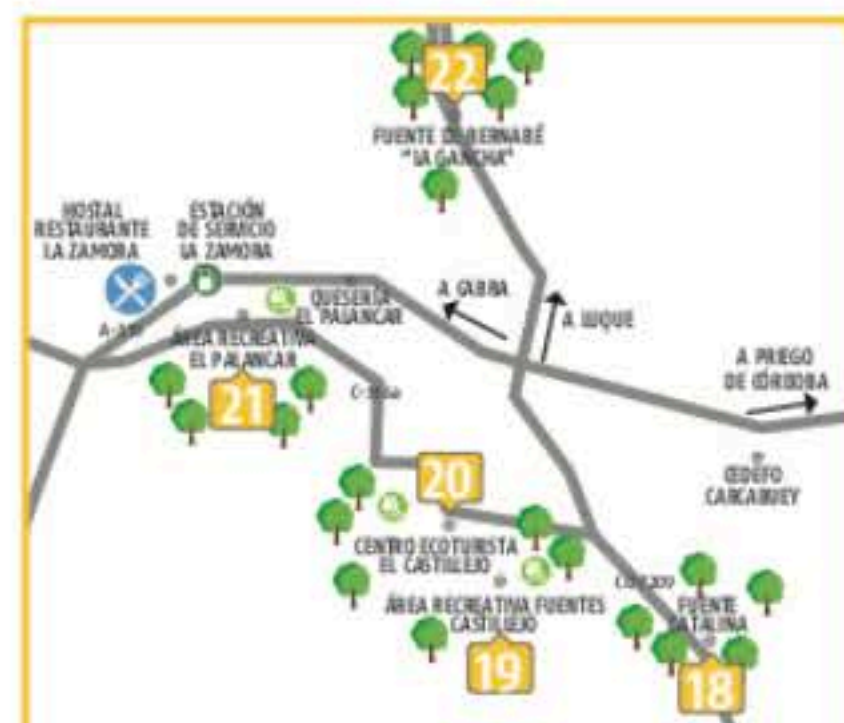 22
FUENTE DE BERNABÉ
"LA GANCHA"
HOSTAL
RESTAURANTE
LA ZAMORA
ESTACIÓN
DE SERVICIO
LA ZAMORA
QUESERÍA
EL PALANCAR
A CABRA
A LUQUE
A PRIEGO
DE CÓRDOBA
ÁREA RECREATIVA
EL PALANCAR
21
CEDEFO
CARCABUEY
20
CENTRO ECOTURISTA
EL CASTILLEJO
ÁREA RECREATIVA FUENTES
CASTILLEJO
19
FUENTE
CATALINA
18